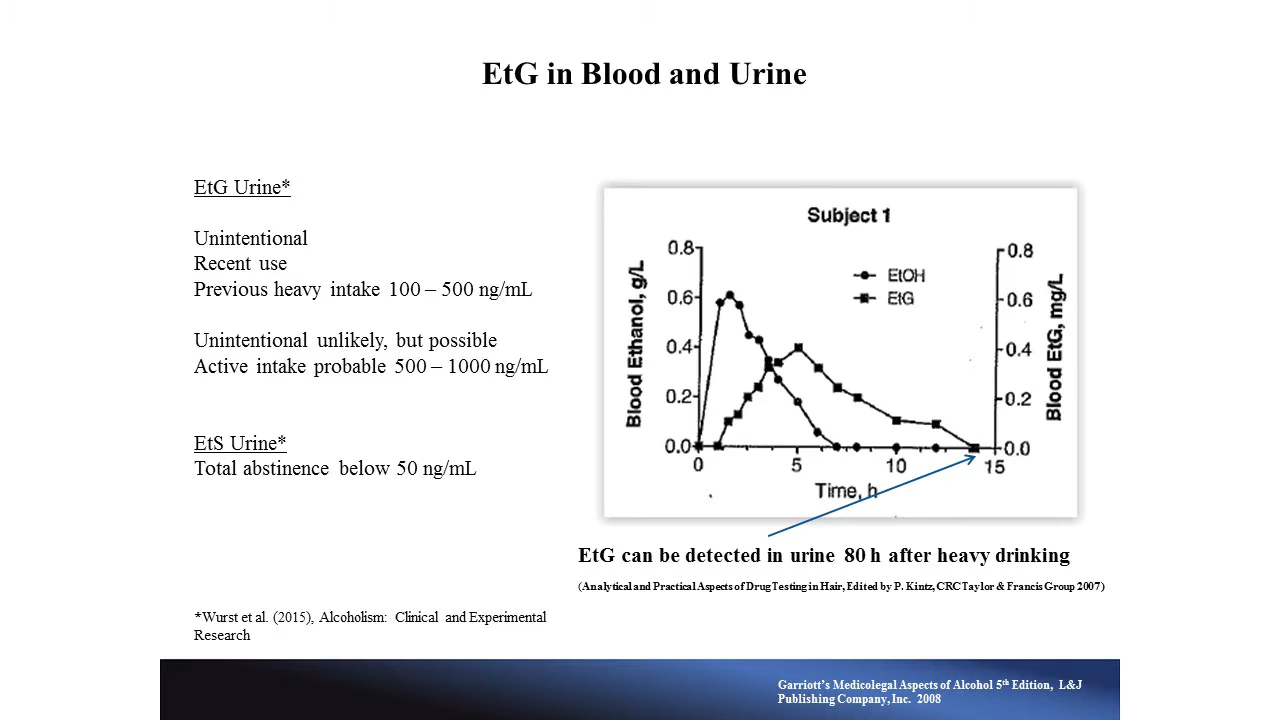 EtG in Blood and Urine
EtG Urine*
Unintentional
Recent use
Previous heavy intake 100 – 500 ng/mL
Unintentional unlikely, but possible
Active intake probable 500 – 1000 ng/mL
EtS Urine*
Total abstinence below 50 ng/mL
Subject 1
EtOH
EtG
Blood Ethanol, g/L
0.8
0.6
0.4
0.2
0.0
0 5 10 15
Time, h
0.8
0.6
0.4
0.2
0.0
Blood EtG, mg/L
EtG can be detected in urine 80 h after heavy drinking
(Analytical and Practical Aspects of Drug Testing in Hair, Edited by P. Kintz, CRC Taylor & Francis Group 2007)
*Wurst et al. (2015), Alcoholism: Clinical and Experimental
Research
Garriott's Medicolegal Aspects of Alcohol 5th Edition, L&J
Publishing Company, Inc. 2008